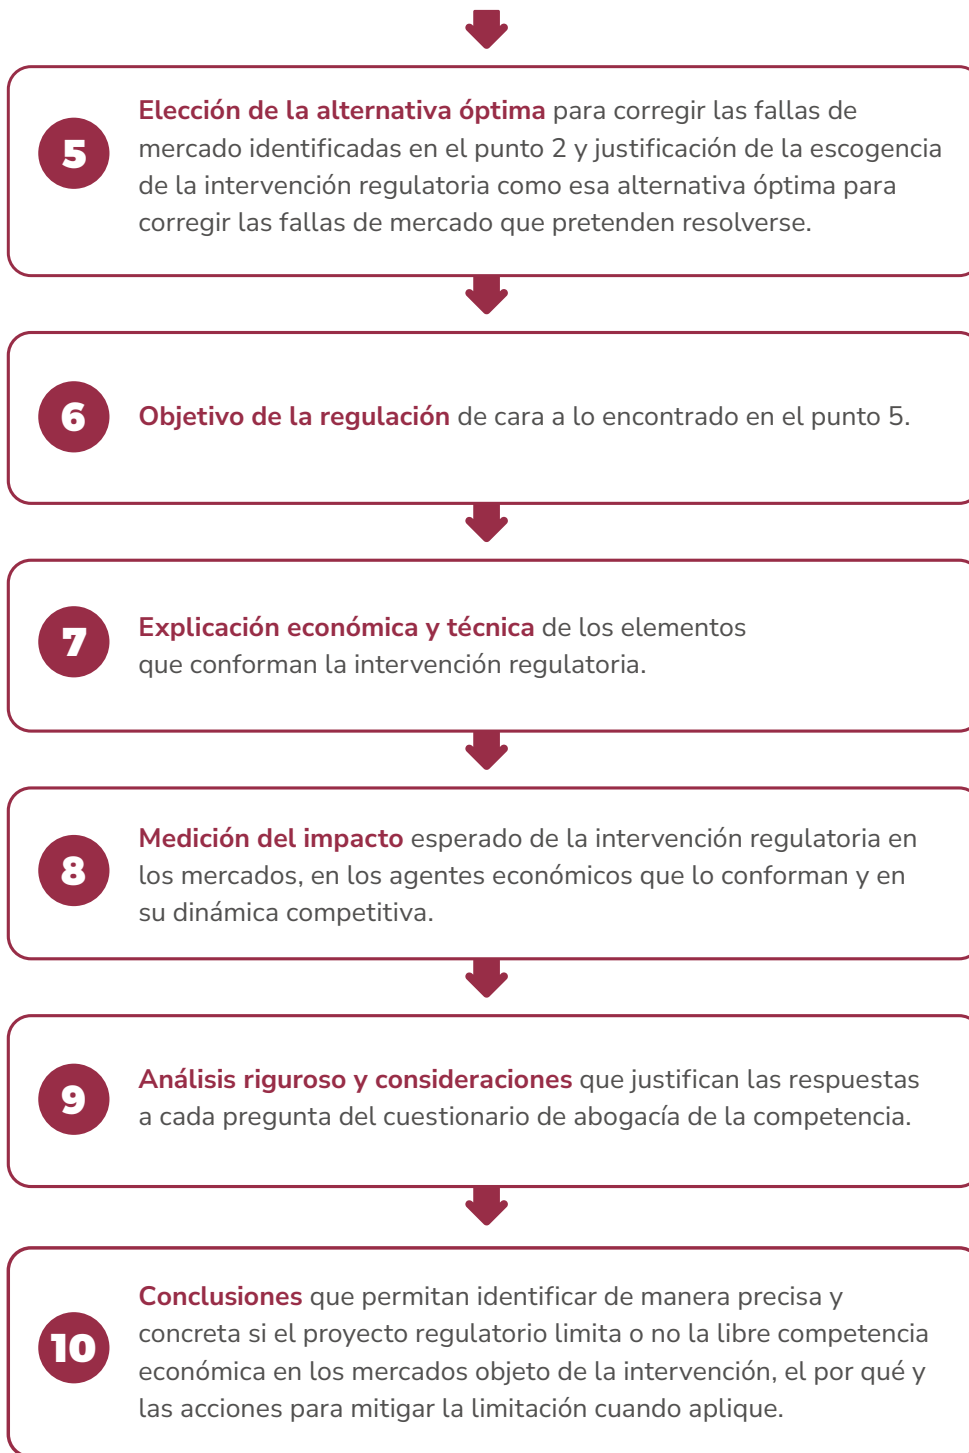 5
Elección de la alternativa óptima para corregir las fallas de
mercado identificadas en el punto 2 y justificación de la escogencia
de la intervención regulatoria como esa alternativa óptima para
corregir las fallas de mercado que pretenden resolverse.
6
Objetivo de la regulación de cara a lo encontrado en el punto 5.
7
Explicación económica y técnica de los elementos
que conforman la intervención regulatoria.
8
Medición del impacto esperado de la intervención regulatoria en
los mercados, en los agentes económicos que lo conforman y en
su dinámica competitiva.
9
Análisis riguroso y consideraciones que justifican las respuestas
a cada pregunta del cuestionario de abogacía de la competencia.
10
Conclusiones que permitan identificar de manera precisa y
concreta si el proyecto regulatorio limita o no la libre competencia
económica en los mercados objeto de la intervención, el por qué y
las acciones para mitigar la limitación cuando aplique.